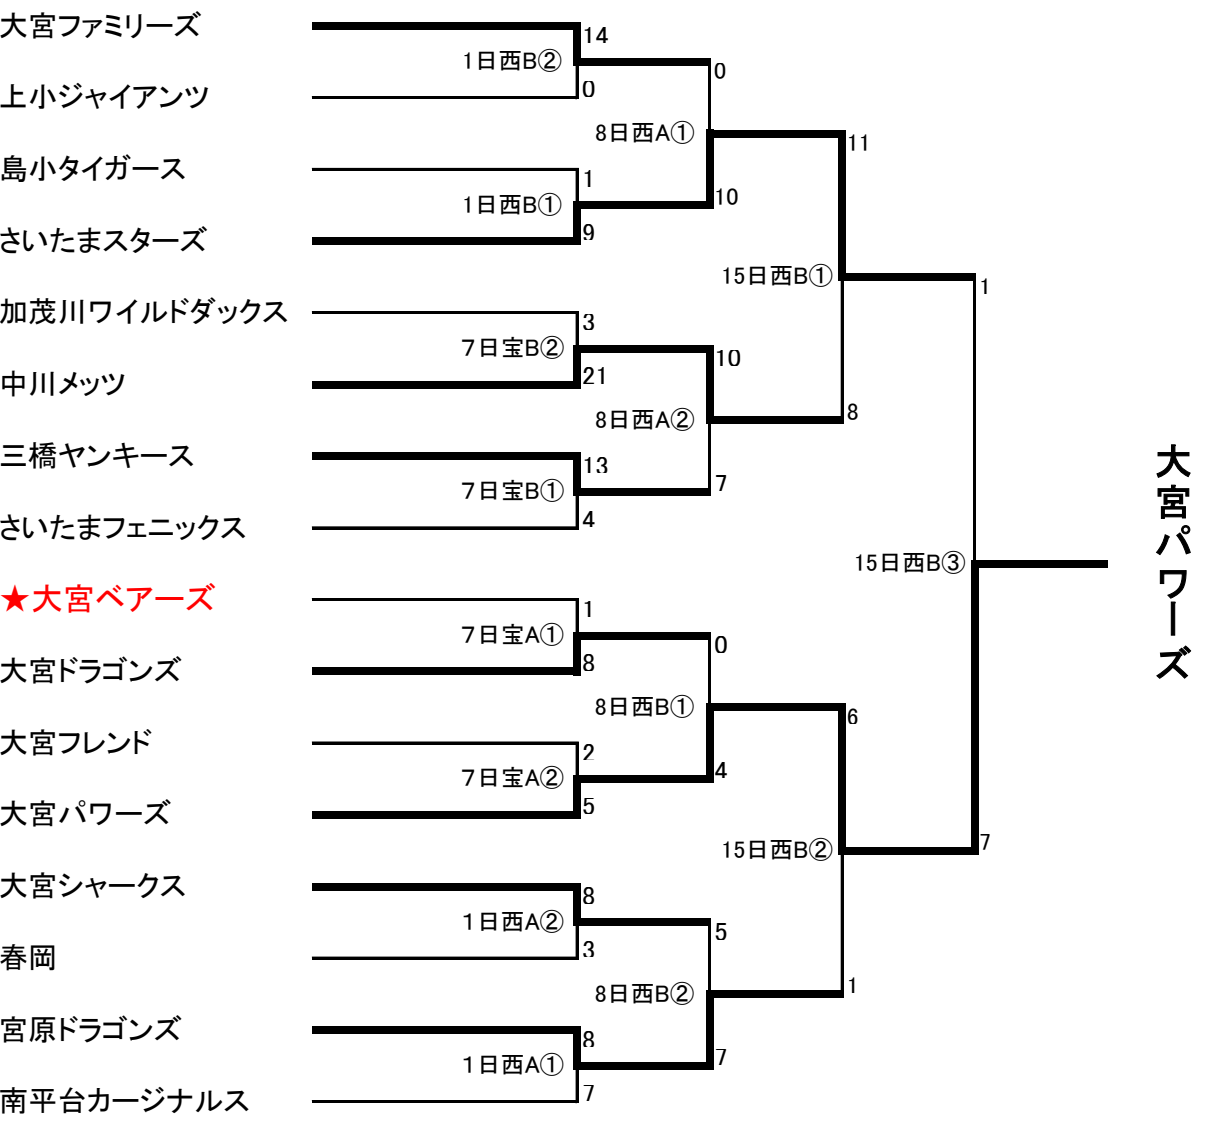 大宮ファミリーズ
14
1日西B②
0
上小ジャイアンツ
0
8日西A①
11
島小タイガース
1
1日西B①
10
9
さいたまスターズ
15日西B①
1
加茂川ワイルドダックス
3
7日宝B②
10
21
中川メッツ
8日西A②
8
三橋ヤンキース
13
7日宝B①
7
4
さいたまフェニックス
大宮パワーズ
15日西B③
★大宮ベアーズ
1
7日宝A①
0
8
大宮ドラゴンズ
8日西B①
6
大宮フレンド
2
7日宝A②
4
5
大宮パワーズ
15日西B②
7
大宮シャークス
8
1日西A②
5
3
春岡
8日西B②
1
宮原ドラゴンズ
8
1日西A①
7
7
南平台カージナルス